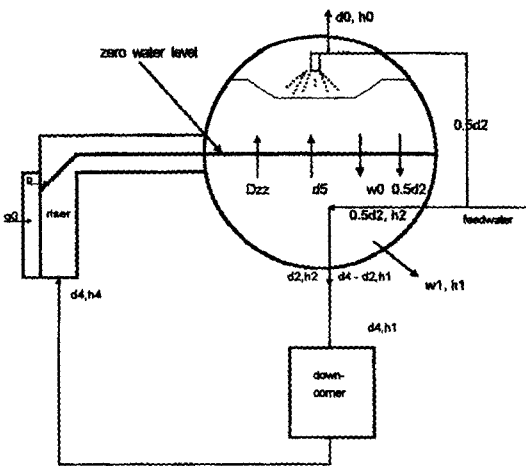 d0, h0
zero water level
0.5d2
Dzz
d5
w0
0.5d2
0.5d2, h2
feedwater
riser
d2,h2
d4 - d2,h1
w1, h1
d4,h4
d4,h1
down-
comer